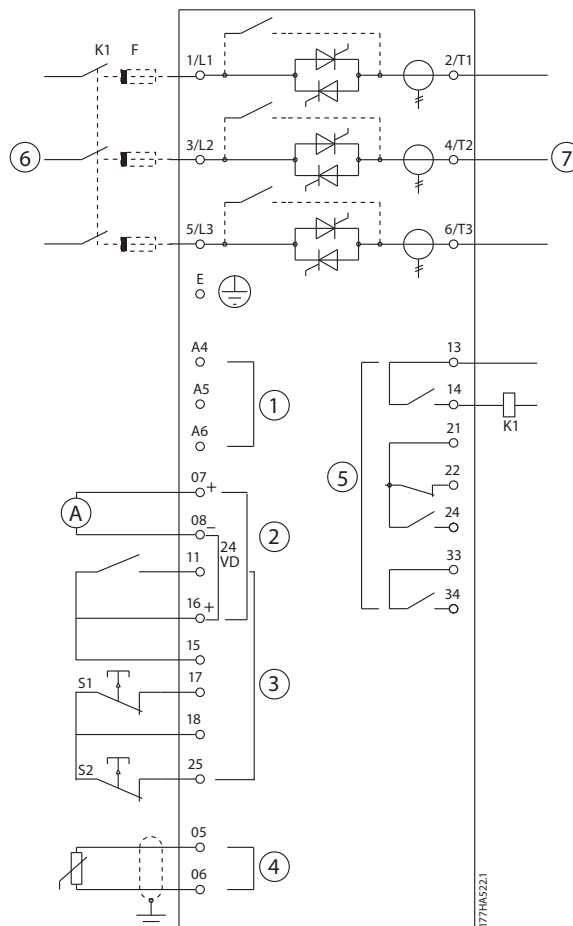 K1 F 1/L1 2/T1
6 3/L2 4/T2 7
5/L3 6/T3
E
A4 13
A5 1 14
K1
A6 21
07 + 5 22
A 08 – 2 24
24
VD
11 33
16 + 34
15
S1 17 3
18
S2 25
05
4
06
177HA522.1